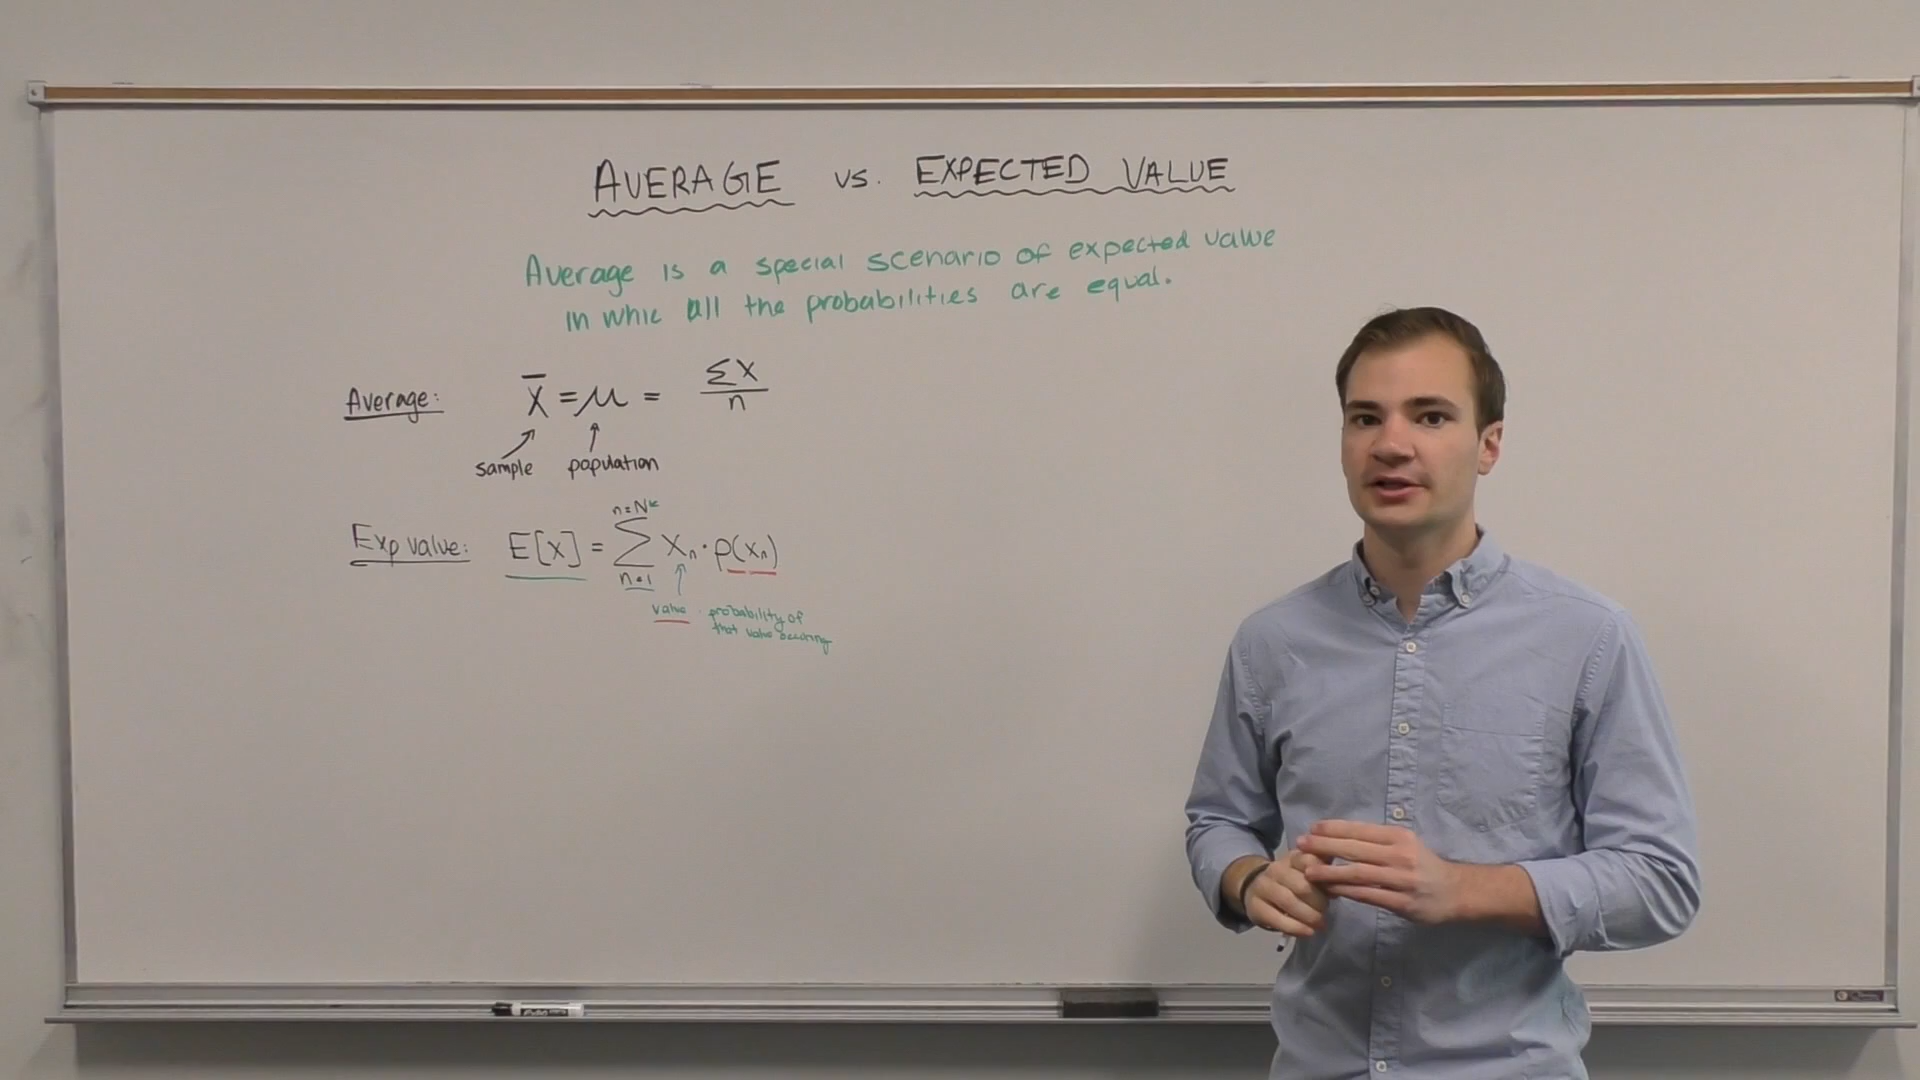 AVERAGE vs. EXPECTED VALUE
Average is a special scenario of expected value
in whic all the probabilities are equal.
Average: x̄ = μ = Σx / n
sample population
n=N
Exp value: E[x] = Σ xₙ · p(xₙ)
n=1
value probability of
that value occuring